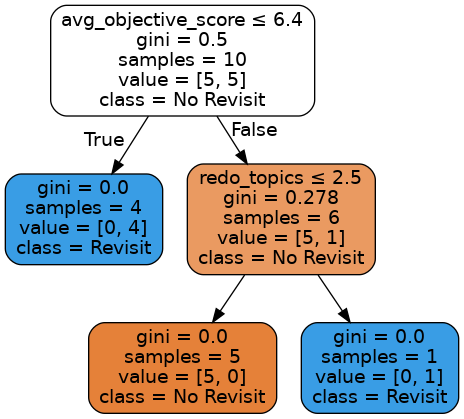 avg_objective_score ≤ 6.4
gini = 0.5
samples = 10
value = [5, 5]
class = No Revisit
True
False
gini = 0.0
samples = 4
value = [0, 4]
class = Revisit
redo_topics ≤ 2.5
gini = 0.278
samples = 6
value = [5, 1]
class = No Revisit
gini = 0.0
samples = 5
value = [5, 0]
class = No Revisit
gini = 0.0
samples = 1
value = [0, 1]
class = Revisit